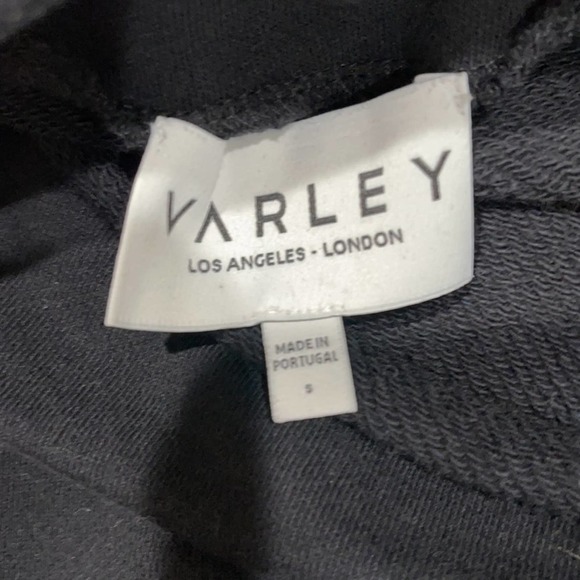 VARLEY
LOS ANGELES - LONDON
MADE IN
PORTUGAL
S